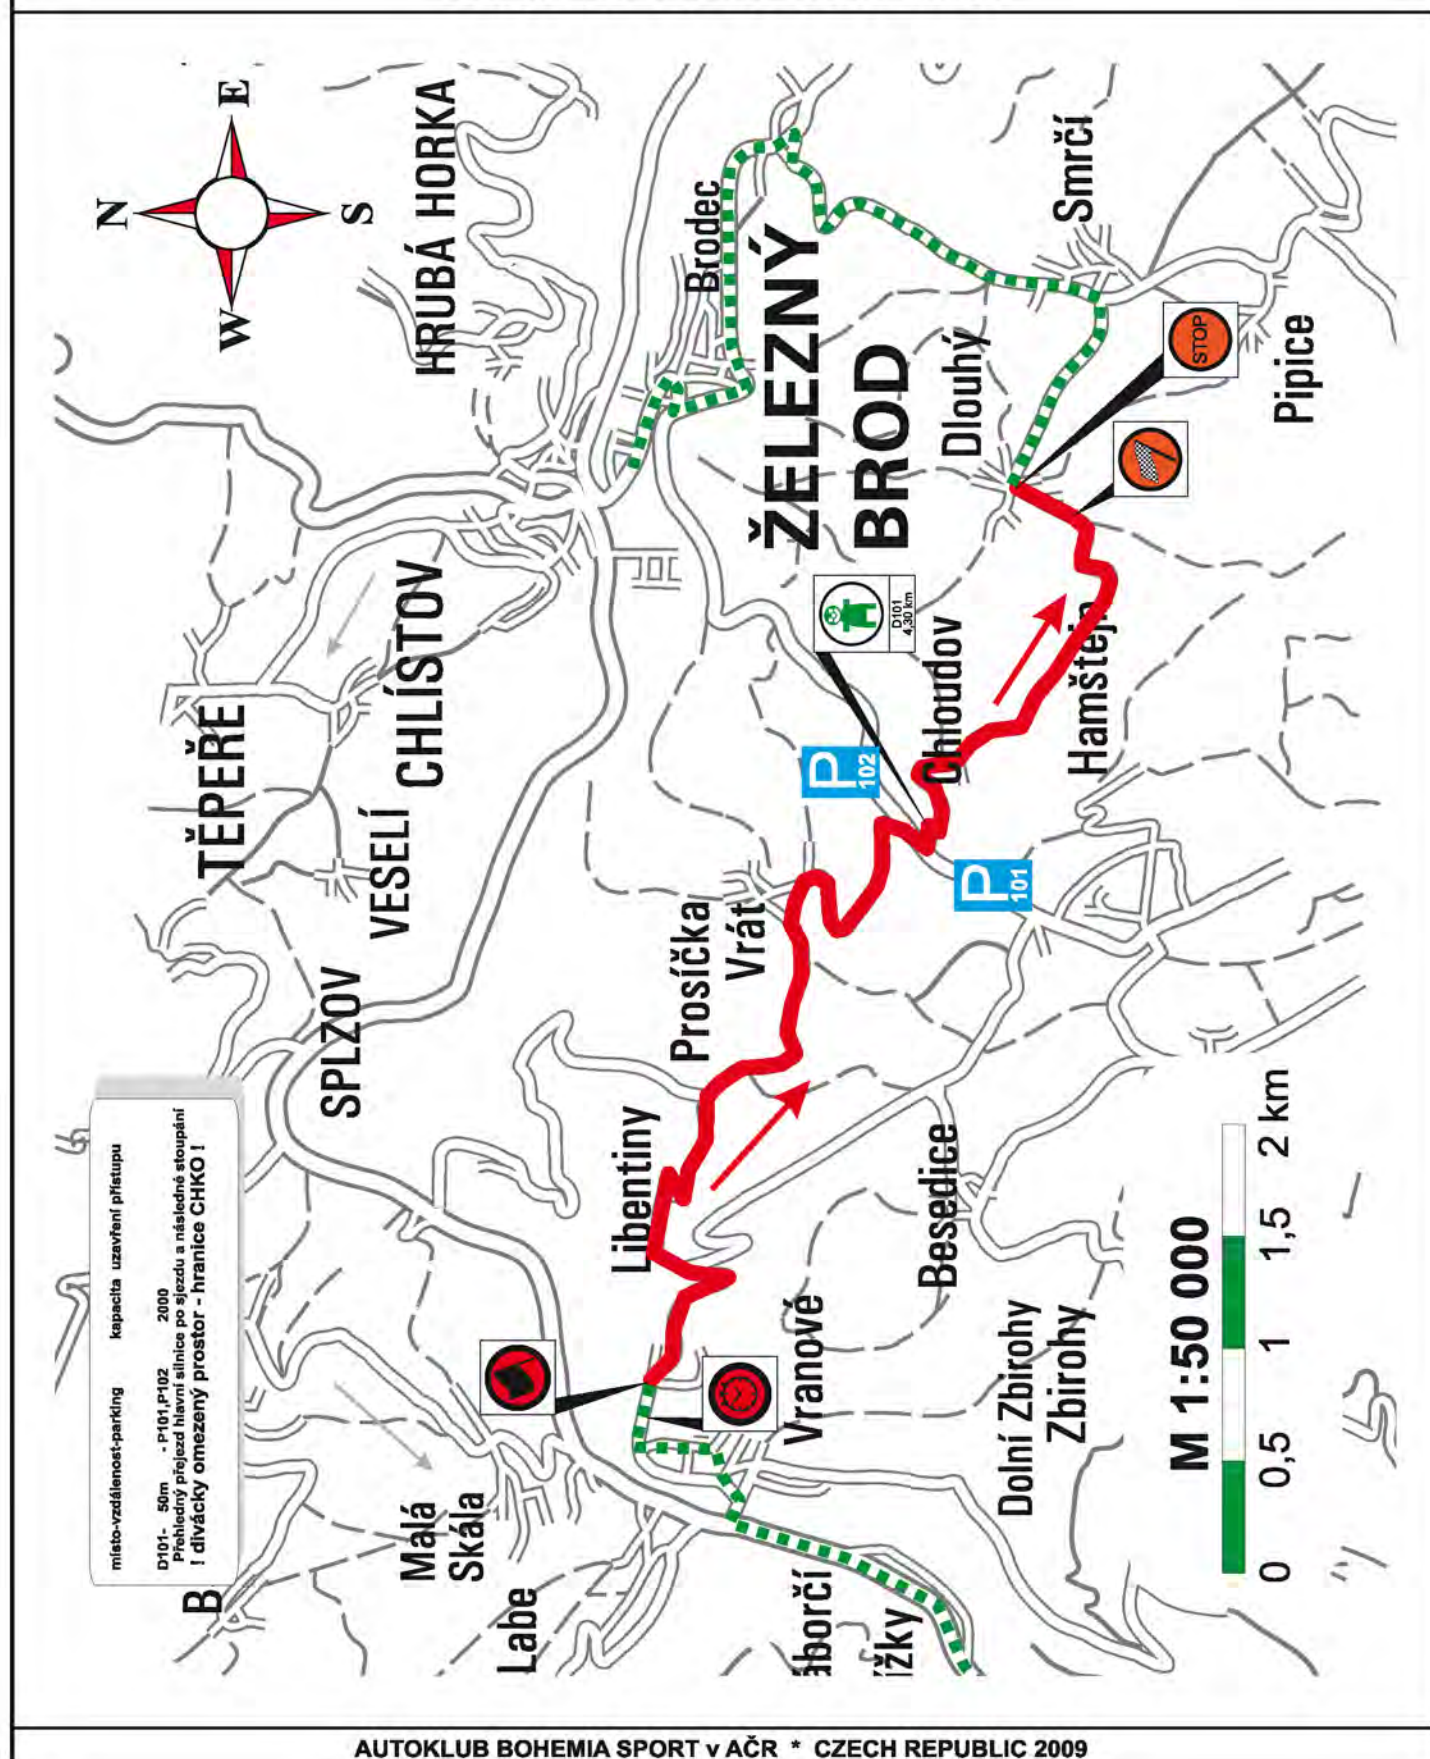 místo-vzdálenost-parking kapacita uzavření přístupu
D101- 50m - P101,P102 2000
Přehledný přejezd hlavní silnice po sjezdu a následné stoupání
! divácky omezený prostor - hranice CHKO !
B
TĚPEŘE
N
E
S
W
SPLZOV
VESELÍ
CHLÍSTOV
HRUBÁ HORKA
Malá
Skála
Labe
Libentiny
Prosíčka
Vrát
Brodec
ŽELEZNÝ
BROD
D101
4,30 km
P
102
P
101
Vranové
Besedice
Chloudov
Dlouhý
Smrčí
STOP
Hamštejn
Pipice
Dolní Zbirohy
Zbirohy
áborčí
ížky
M 1:50 000
0 0,5 1 1,5 2 km
AUTOKLUB BOHEMIA SPORT v AČR * CZECH REPUBLIC 2009